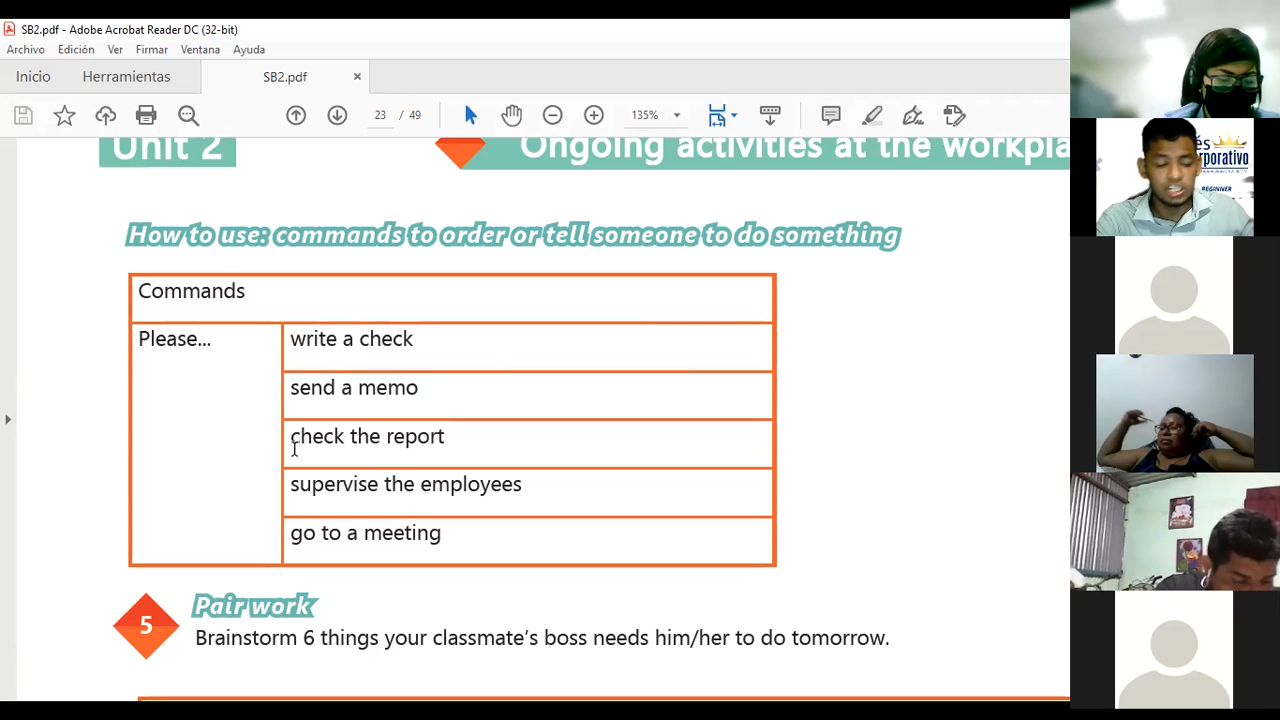 SB2.pdf - Adobe Acrobat Reader DC (32-bit)
Archivo Edición Ver Firmar Ventana Ayuda
Inicio Herramientas SB2.pdf ×
23 / 49 135%
Unit 2 Ongoing activities at the workpla
How to use: commands to order or tell someone to do something
Commands
Please... write a check
send a memo
check the report
supervise the employees
go to a meeting
5 Pair work
Brainstorm 6 things your classmate's boss needs him/her to do tomorrow.
és
rporativo
BEGINNER